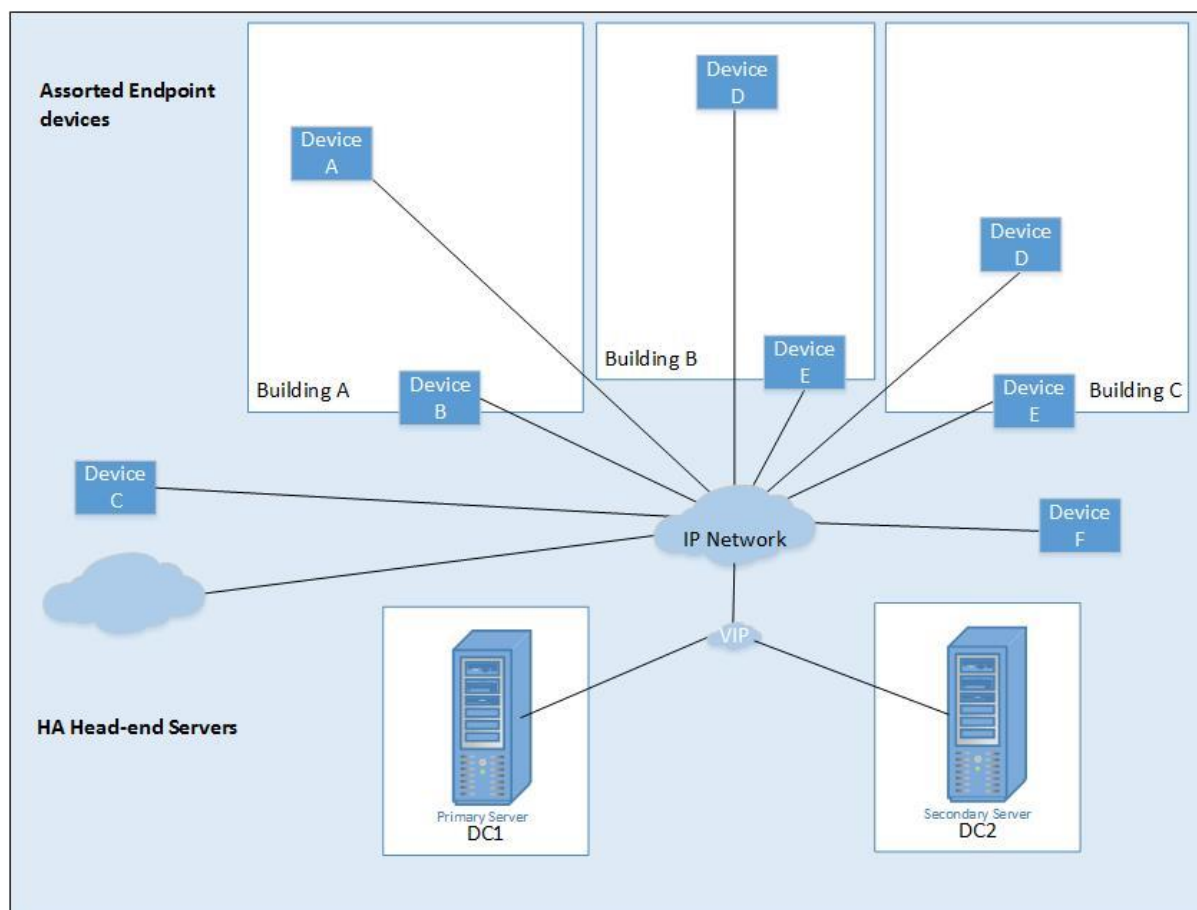 Assorted Endpoint
devices
Device
A
Device
B
Building A
Device
D
Device
E
Building B
Device
D
Device
E
Building C
Device
C
IP Network
Device
F
VIP
HA Head-end Servers
Primary Server
DC1
Secondary Server
DC2